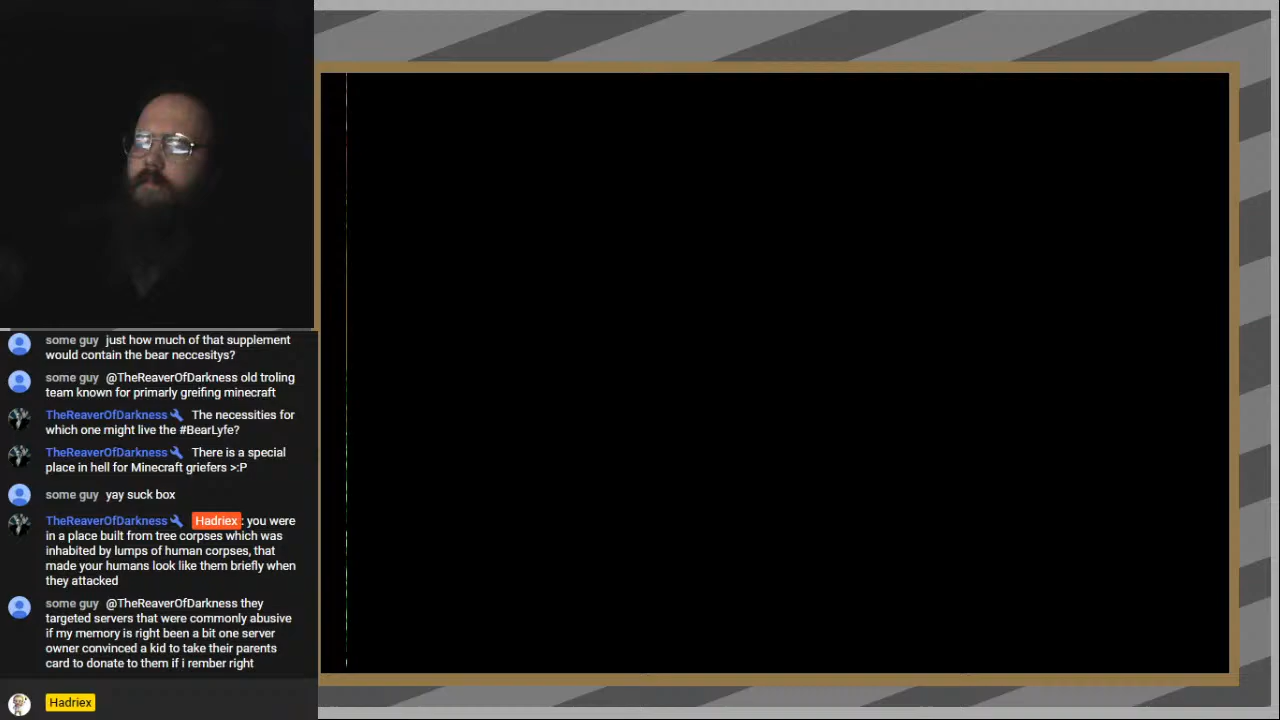 some guy just how much of that supplement
would contain the bear neccesitys?
some guy @TheReaverOfDarkness old troling
team known for primarly greifing minecraft
TheReaverOfDarkness The necessities for
which one might live the #BearLyfe?
TheReaverOfDarkness There is a special
place in hell for Minecraft griefers >:P
some guy yay suck box
TheReaverOfDarkness Hadriex: you were
in a place built from tree corpses which was
inhabited by lumps of human corpses, that
made your humans look like them briefly when
they attacked
some guy @TheReaverOfDarkness they
targeted servers that were commonly abusive
if my memory is right been a bit one server
owner convinced a kid to take their parents
card to donate to them if i rember right
Hadriex